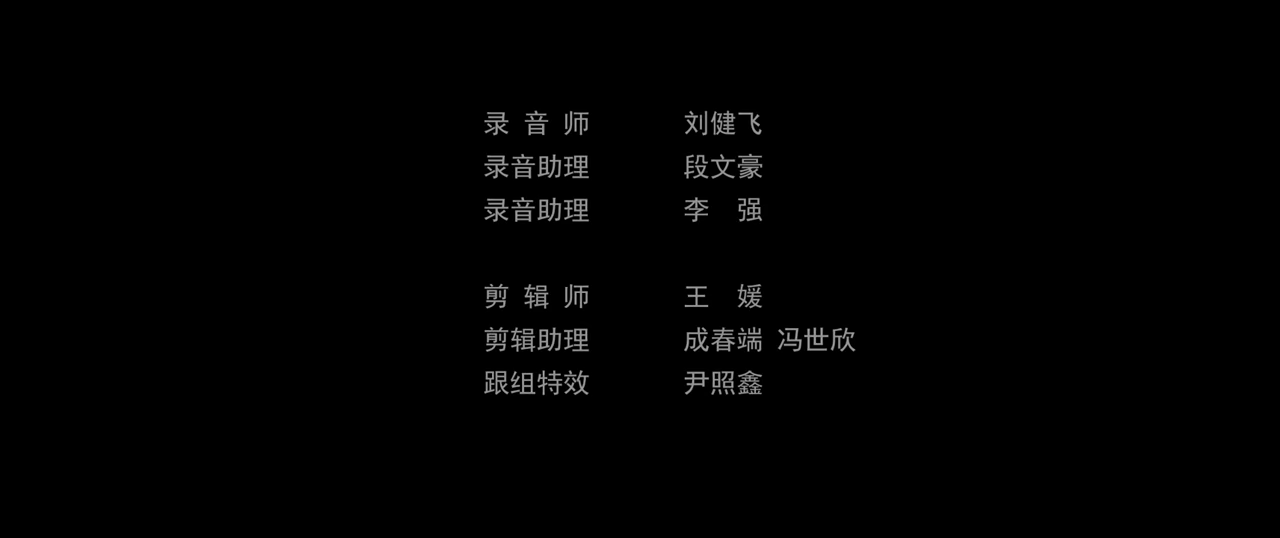 录 音 师 刘健飞
录音助理 段文豪
录音助理 李 强
剪 辑 师 王 媛
剪辑助理 成春端 冯世欣
跟组特效 尹照鑫